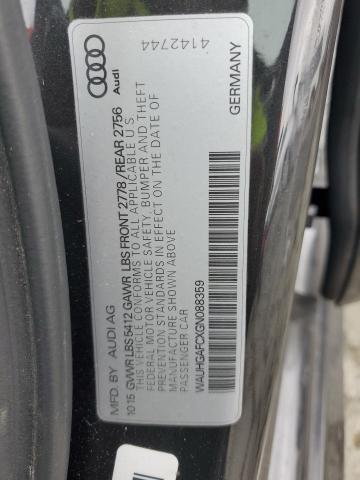 Audi
4142744
MFD. BY AUDI AG
10 15 GVWR LBS 5412 GAWR LBS FRONT 2778 / REAR 2756
THIS VEHICLE CONFORMS TO ALL APPLICABLE U.S.
FEDERAL MOTOR VEHICLE SAFETY, BUMPER AND THEFT
PREVENTION STANDARDS IN EFFECT ON THE DATE OF
MANUFACTURE SHOWN ABOVE
PASSENGER CAR
WAUHGAFCXGN088359
GERMANY